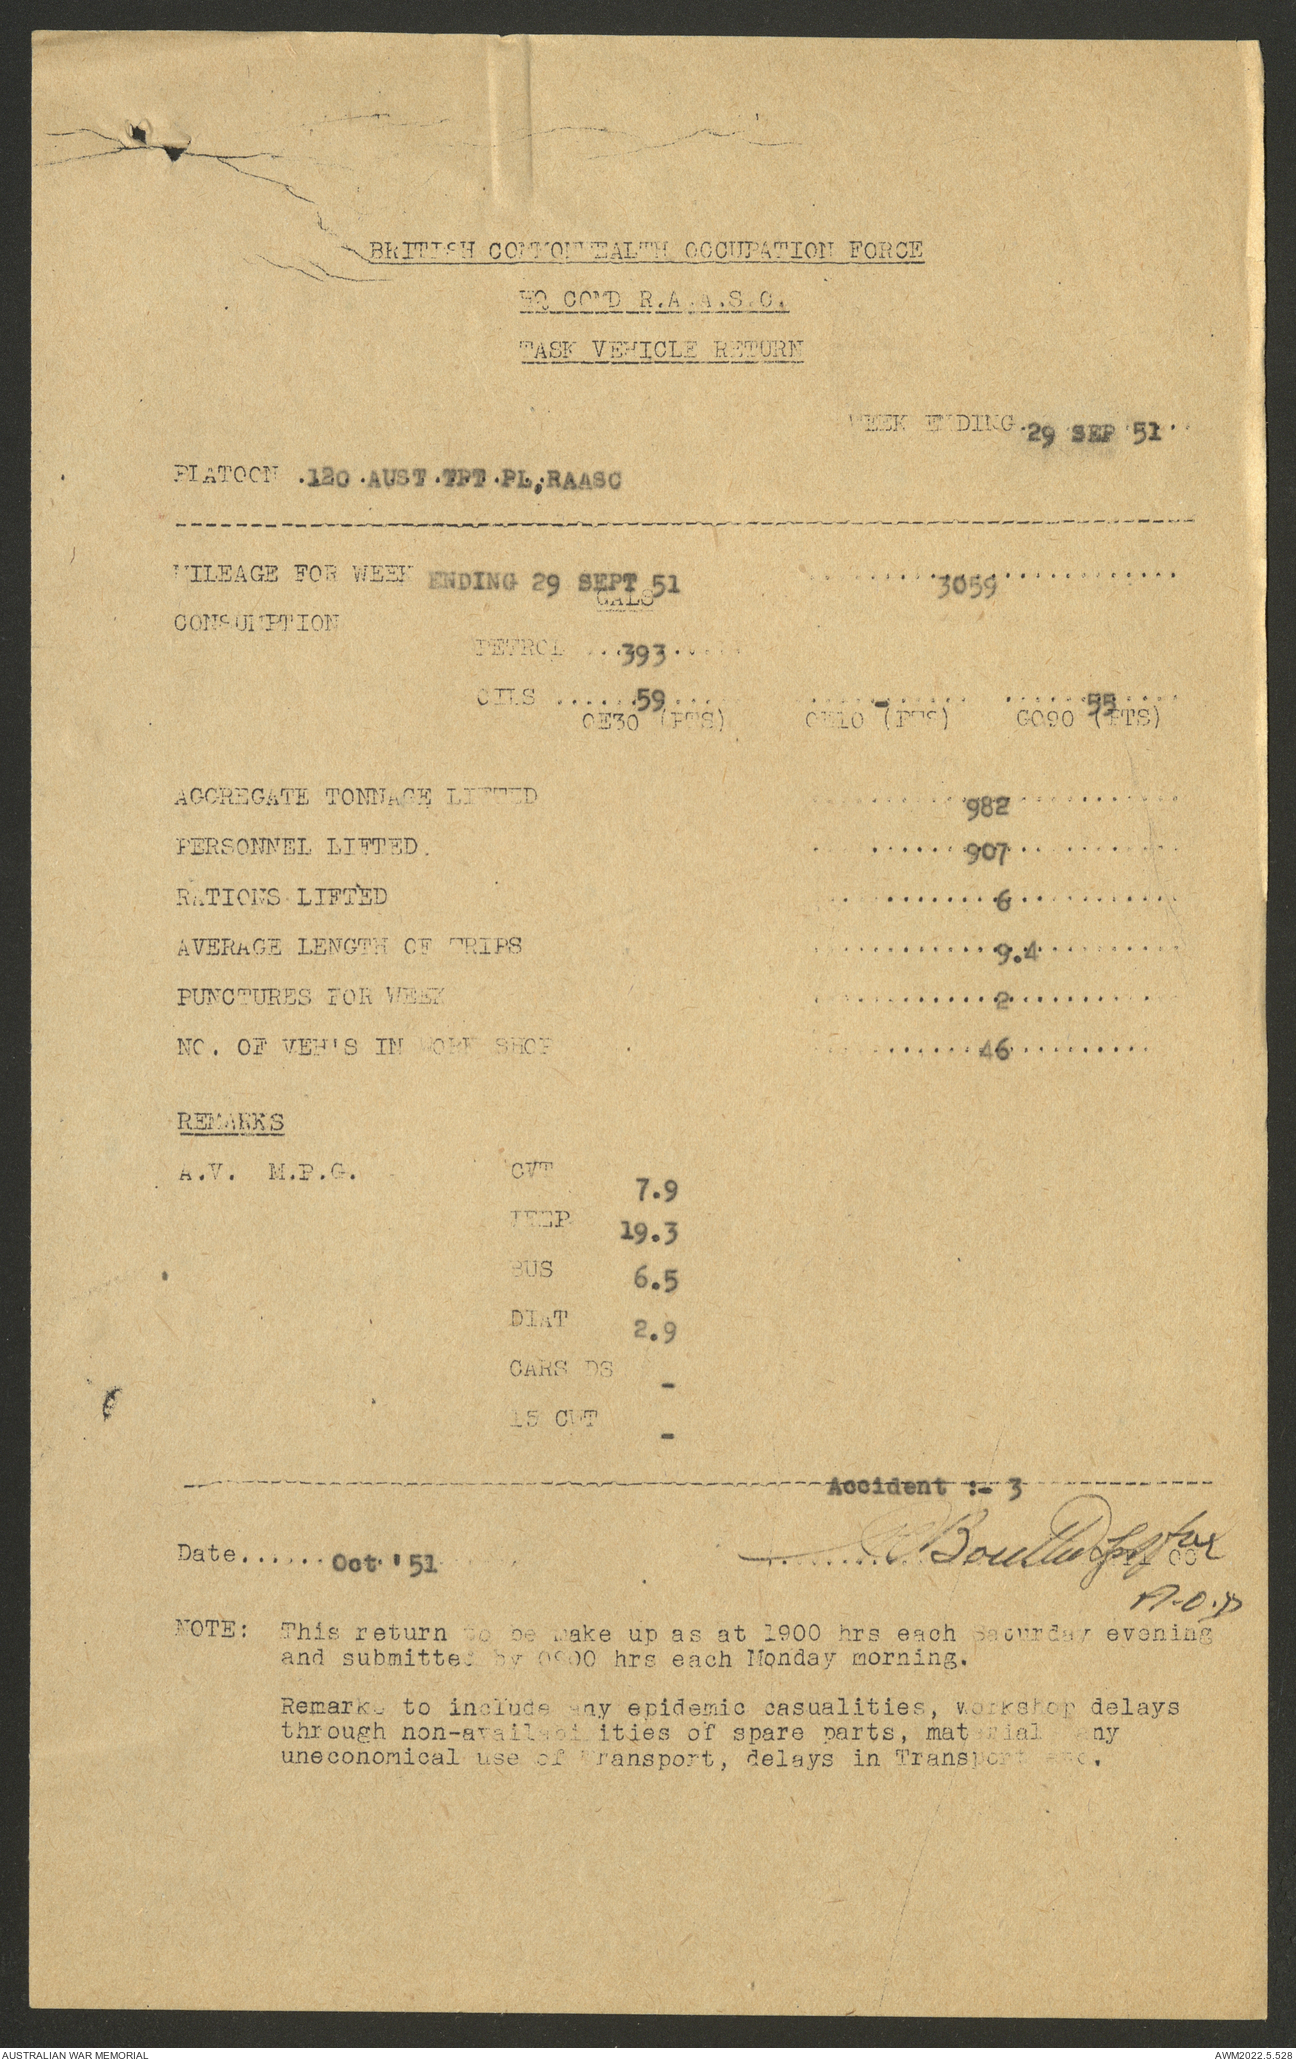 BRITISH COMMONWEALTH OCCUPATION FORCE
HQ COMD R.A.A.S.C.
TASK VEHICLE RETURN
WEEK ENDING 29 SEP 51
PLATOON .120.AUST.TPT.PL,RAASC
MILEAGE FOR WEEK ENDING 29 SEPT 51 3059
GALS
CONSUMPTION
PETROL ...393.....
OILS ......59.... - 55
OE30 (PTS) OE10 (PTS) GO90 (PTS)
AGGREGATE TONNAGE LIFTED 982
PERSONNEL LIFTED. 907
RATIONS LIFTED 6
AVERAGE LENGTH OF TRIPS 9.4
PUNCTURES FOR WEEK 2
NO. OF VEH'S IN WORK SHOP 46
REMARKS
A.V. M.P.G. CVT 7.9
JEEP 19.3
BUS 6.5
DIAT 2.9
CARS DS -
15 CWT -
Accident :- 3
Date...... Oct '51 for OC
NOTE: This return to be make up as at 1900 hrs each Saturday evening
and submitted by 0900 hrs each Monday morning.
Remarks to include any epidemic casualities, workshop delays
through non-availabilities of spare parts, material any
uneconomical use of Transport, delays in Transport etc.
AUSTRALIAN WAR MEMORIAL
AWM2022.5.528